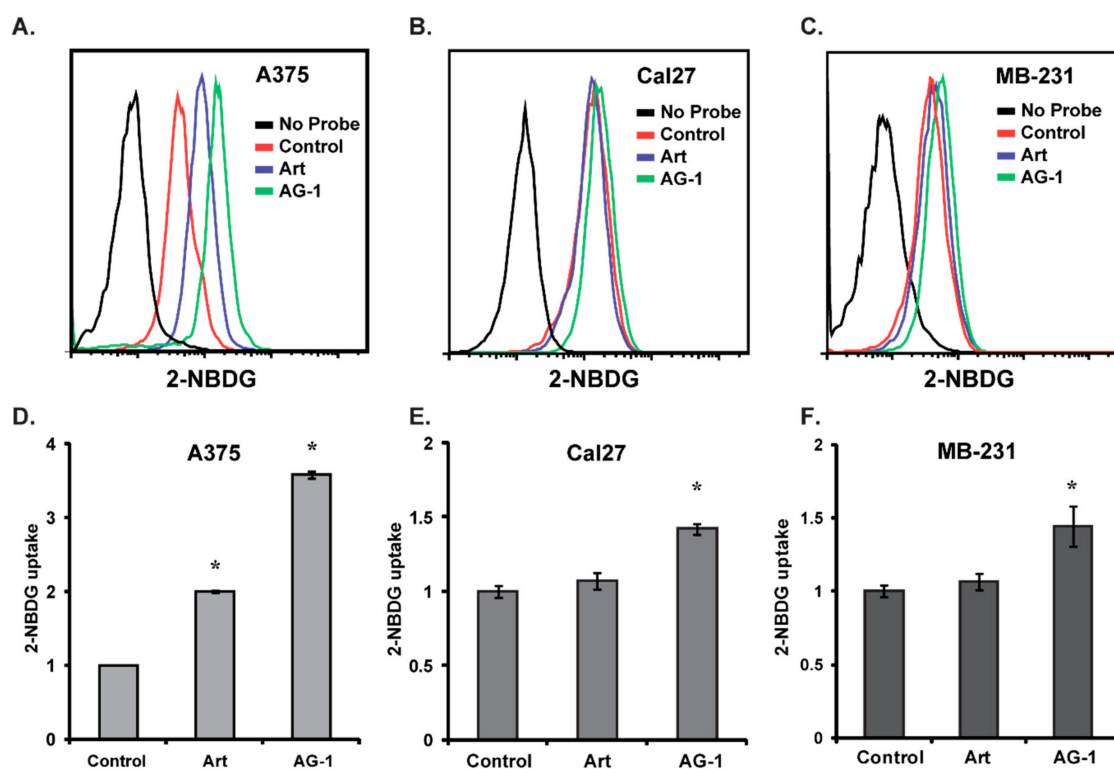 A.
A375
No Probe
Control
Art
AG-1
2-NBDG
B.
Cal27
No Probe
Control
Art
AG-1
2-NBDG
C.
MB-231
No Probe
Control
Art
AG-1
2-NBDG
D.
A375
2-NBDG uptake
4
3
2
1
0
*
*
Control Art AG-1
E.
Cal27
2-NBDG uptake
2
1.5
1
0.5
0
*
Control Art AG-1
F.
MB-231
2-NBDG uptake
2
1.5
1
0.5
0
*
Control Art AG-1